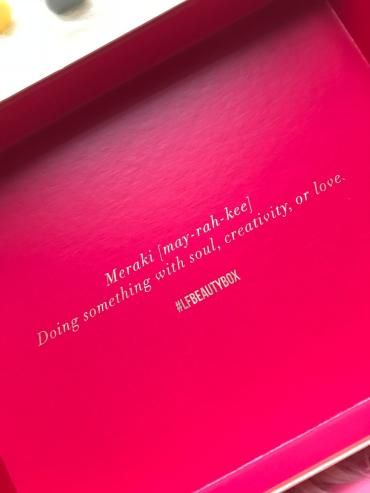 Meraki [may-rah-kee]
Doing something with soul, creativity, or love.
#LFBEAUTYBOX